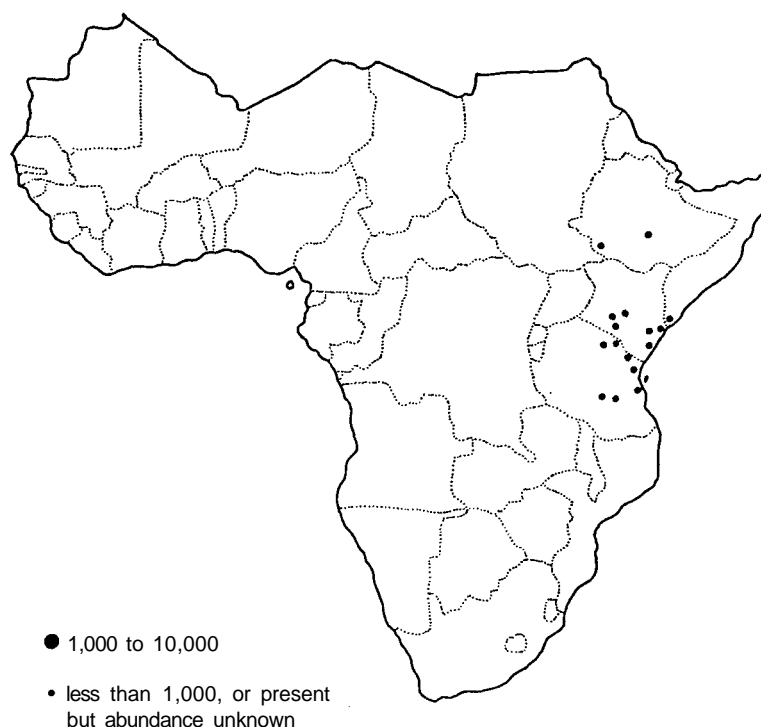 1,000 to 10,000
less than 1,000, or present
but abundance unknown